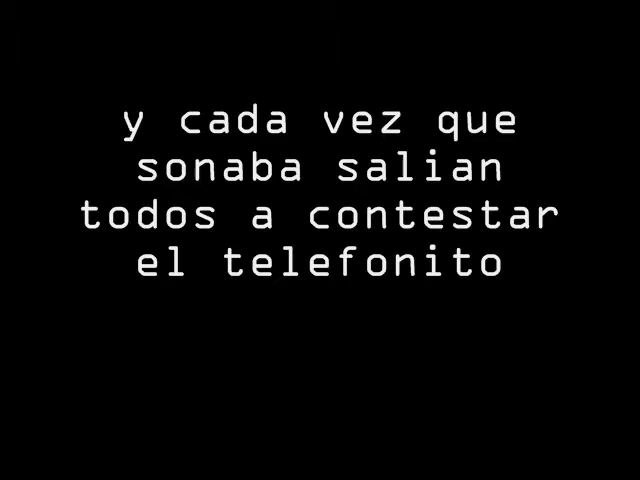 y cada vez que
sonaba salian
todos a contestar
el telefonito